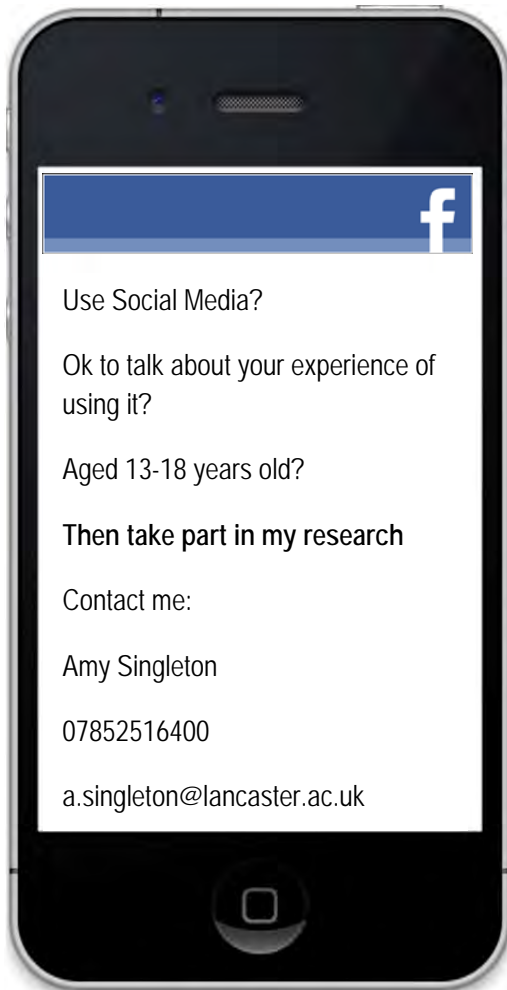 f
Use Social Media?
Ok to talk about your experience of
using it?
Aged 13-18 years old?
Then take part in my research
Contact me:
Amy Singleton
07852516400
a.singleton@lancaster.ac.uk